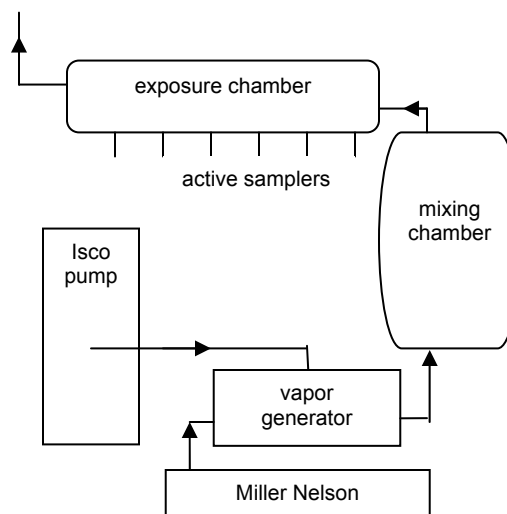 exposure chamber
active samplers
mixing
chamber
Isco
pump
vapor
generator
Miller Nelson